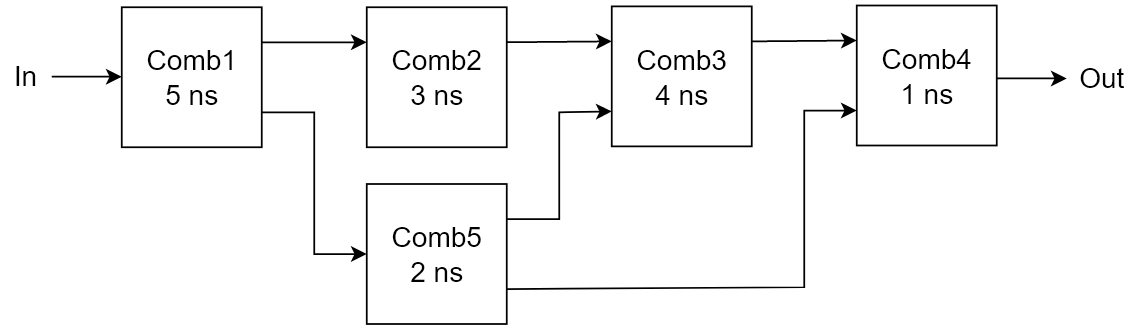 In
Comb1
5 ns
Comb2
3 ns
Comb3
4 ns
Comb4
1 ns
Out
Comb5
2 ns